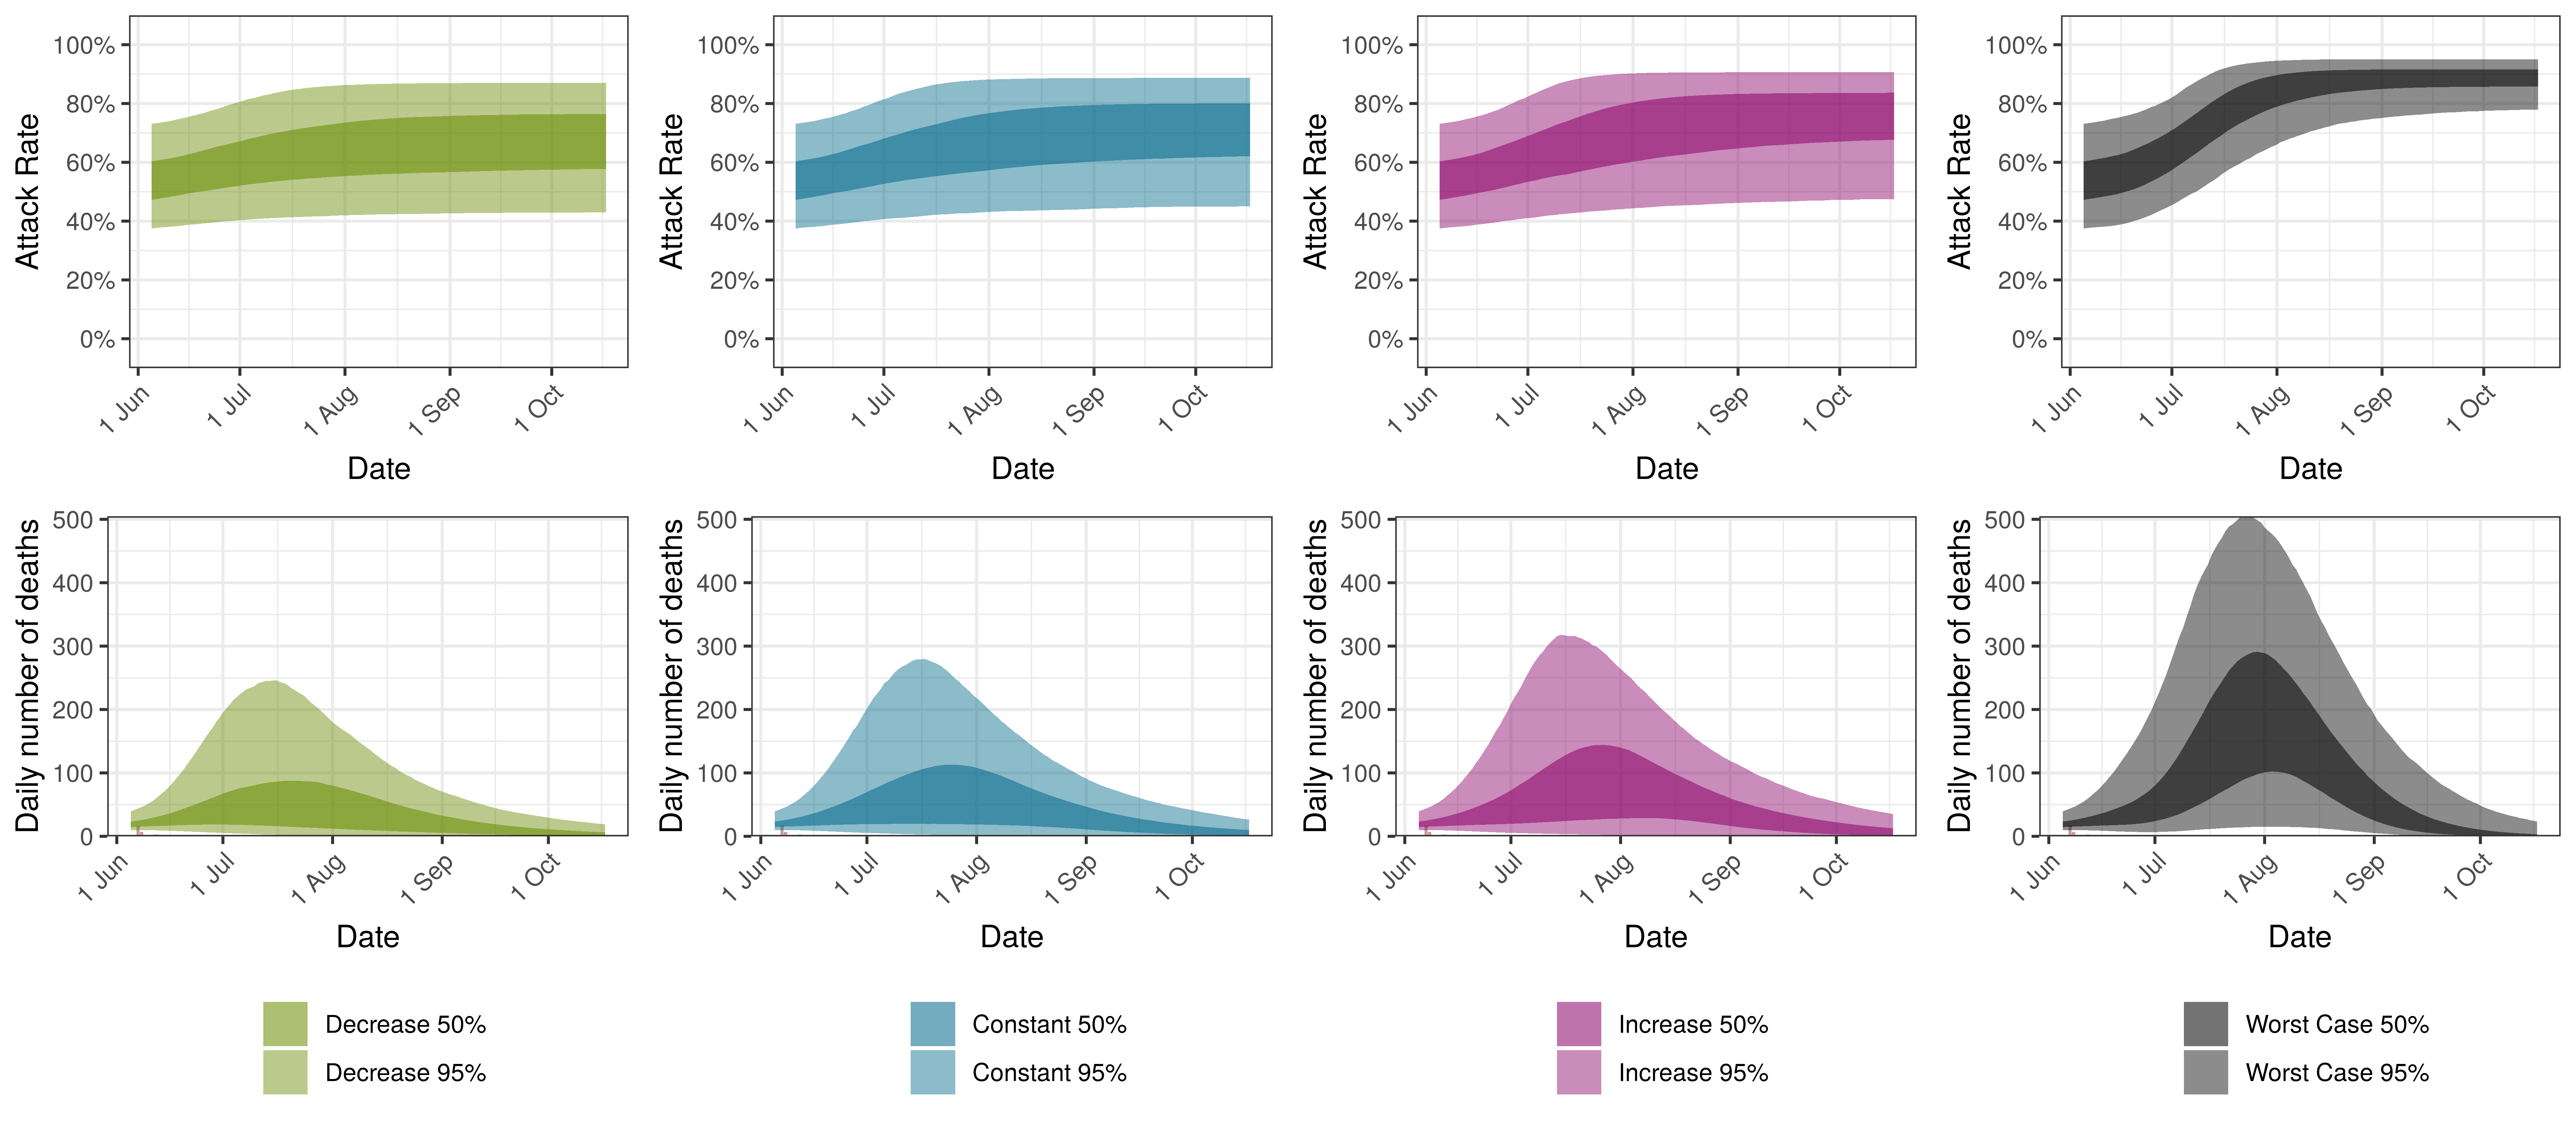 100%
80%
60%
40%
20%
0%
Attack Rate
1 Jun
1 Jul
1 Aug
1 Sep
1 Oct
Date
100%
80%
60%
40%
20%
0%
Attack Rate
1 Jun
1 Jul
1 Aug
1 Sep
1 Oct
Date
100%
80%
60%
40%
20%
0%
Attack Rate
1 Jun
1 Jul
1 Aug
1 Sep
1 Oct
Date
100%
80%
60%
40%
20%
0%
Attack Rate
1 Jun
1 Jul
1 Aug
1 Sep
1 Oct
Date
500
400
300
200
100
0
Daily number of deaths
1 Jun
1 Jul
1 Aug
1 Sep
1 Oct
Date
500
400
300
200
100
0
Daily number of deaths
1 Jun
1 Jul
1 Aug
1 Sep
1 Oct
Date
500
400
300
200
100
0
Daily number of deaths
1 Jun
1 Jul
1 Aug
1 Sep
1 Oct
Date
500
400
300
200
100
0
Daily number of deaths
1 Jun
1 Jul
1 Aug
1 Sep
1 Oct
Date
Decrease 50%
Decrease 95%
Constant 50%
Constant 95%
Increase 50%
Increase 95%
Worst Case 50%
Worst Case 95%